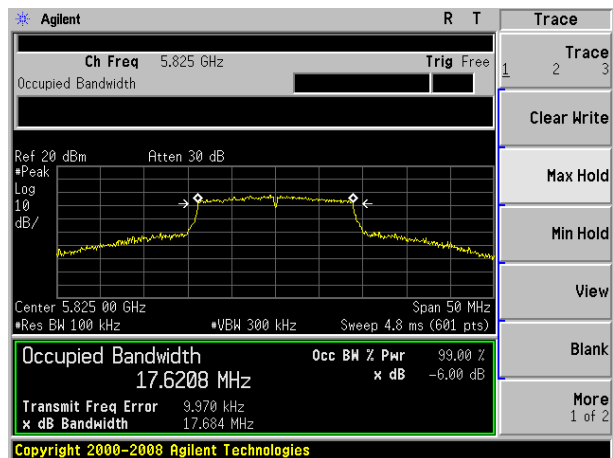 Agilent R T Trace
Ch Freq 5.825 GHz Trig Free
Occupied Bandwidth
Trace
1 2 3
Clear Write
Max Hold
Min Hold
View
Blank
More
1 of 2
Ref 20 dBm Atten 30 dB
#Peak
Log
10
dB/
Center 5.825 00 GHz Span 50 MHz
#Res BW 100 kHz #VBW 300 kHz Sweep 4.8 ms (601 pts)
Occupied Bandwidth Occ BW % Pwr 99.00 %
17.6208 MHz x dB -6.00 dB
Transmit Freq Error 9.970 kHz
x dB Bandwidth 17.684 MHz
Copyright 2000-2008 Agilent Technologies